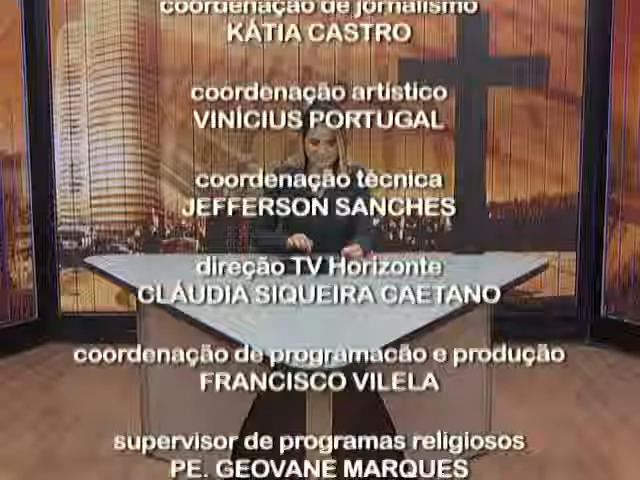 coordenação de jornalismo
KÁTIA CASTRO
coordenação artístico
VINÍCIUS PORTUGAL
coordenação técnica
JEFFERSON SANCHES
direção TV Horizonte
CLÁUDIA SIQUEIRA CAETANO
coordenação de programacão e produção
FRANCISCO VILELA
supervisor de programas religiosos
PE. GEOVANE MARQUES